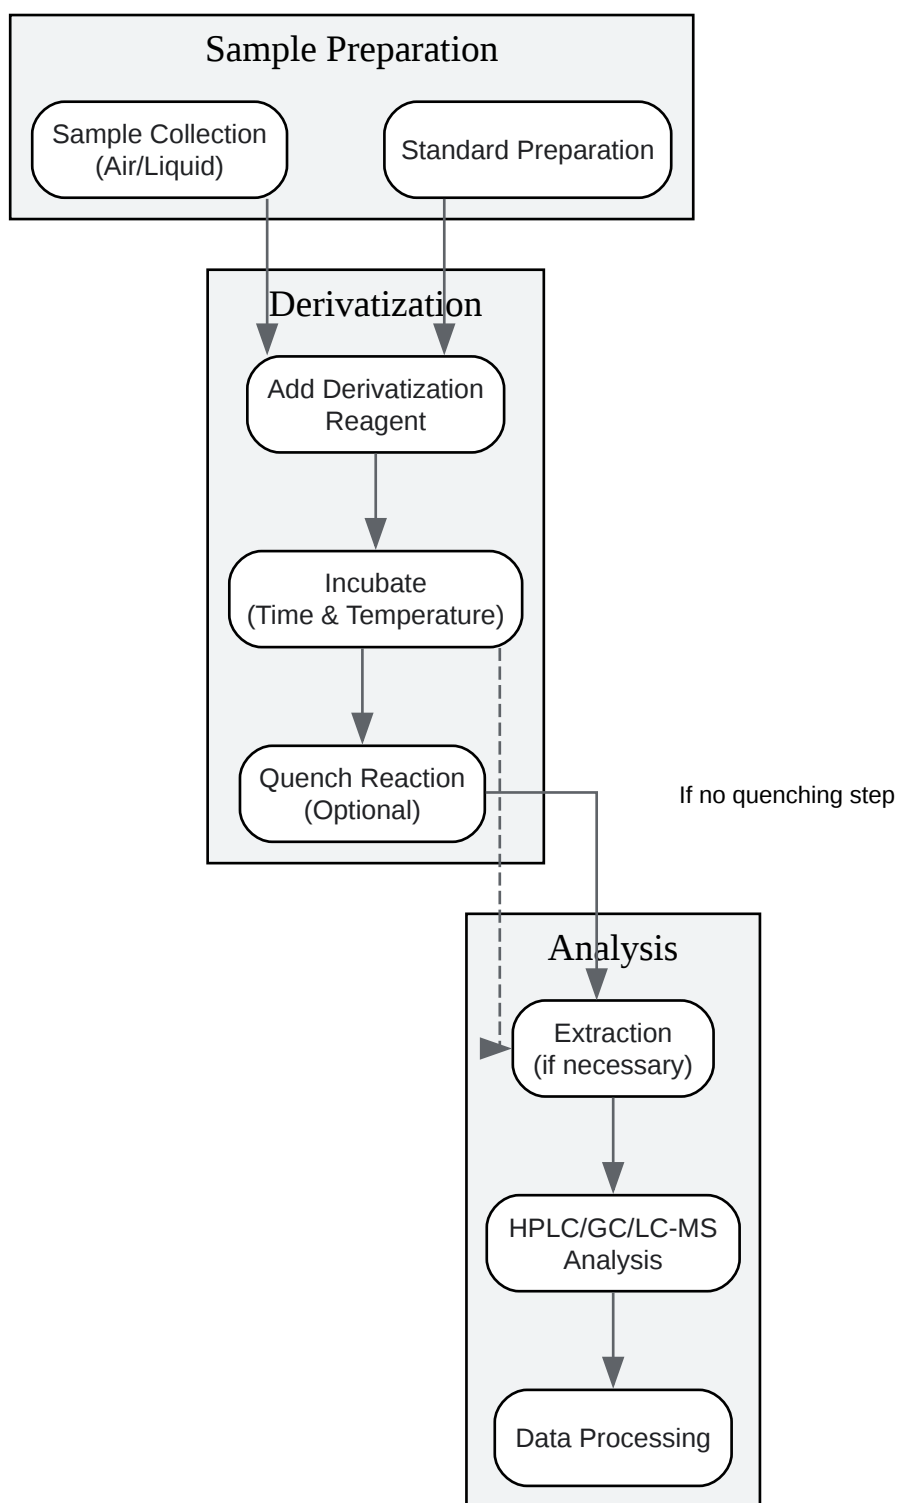 Sample Preparation
Sample Collection
(Air/Liquid)
Standard Preparation
Derivatization
Add Derivatization
Reagent
Incubate
(Time & Temperature)
Quench Reaction
(Optional)
If no quenching step
Analysis
Extraction
(if necessary)
HPLC/GC/LC-MS
Analysis
Data Processing